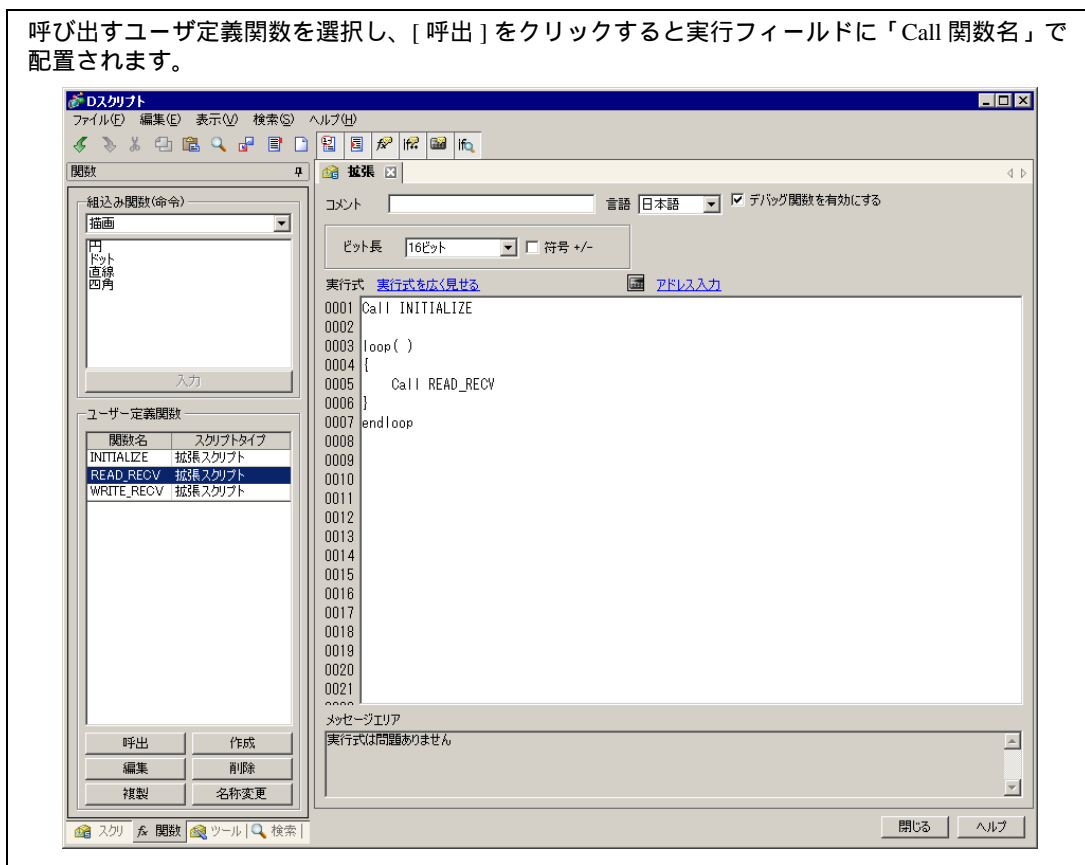 呼び出すユーザ定義関数を選択し、[ 呼出 ] をクリックすると実行フィールドに「Call 関数名」で
配置されます。
Dスクリプト
ファイル(F) 編集(E) 表示(V) 検索(S) ヘルプ(H)
関数
組込み関数(命令)
描画
円
ドット
直線
四角
入力
ユーザー定義関数
関数名 スクリプトタイプ
INITIALIZE 拡張スクリプト
READ_RECV 拡張スクリプト
WRITE_RECV 拡張スクリプト
呼出 作成
編集 削除
複製 名称変更
スクリ 関数 ツール 検索
拡張
コメント 言語 日本語 デバッグ関数を有効にする
ビット長 16ビット 符号 +/-
実行式 実行式を広く見せる アドレス入力
0001 Call INITIALIZE
0002
0003 loop( )
0004 {
0005 Call READ_RECV
0006 }
0007 endloop
0008
0009
0010
0011
0012
0013
0014
0015
0016
0017
0018
0019
0020
0021
メッセージエリア
実行式は問題ありません
閉じる ヘルプ